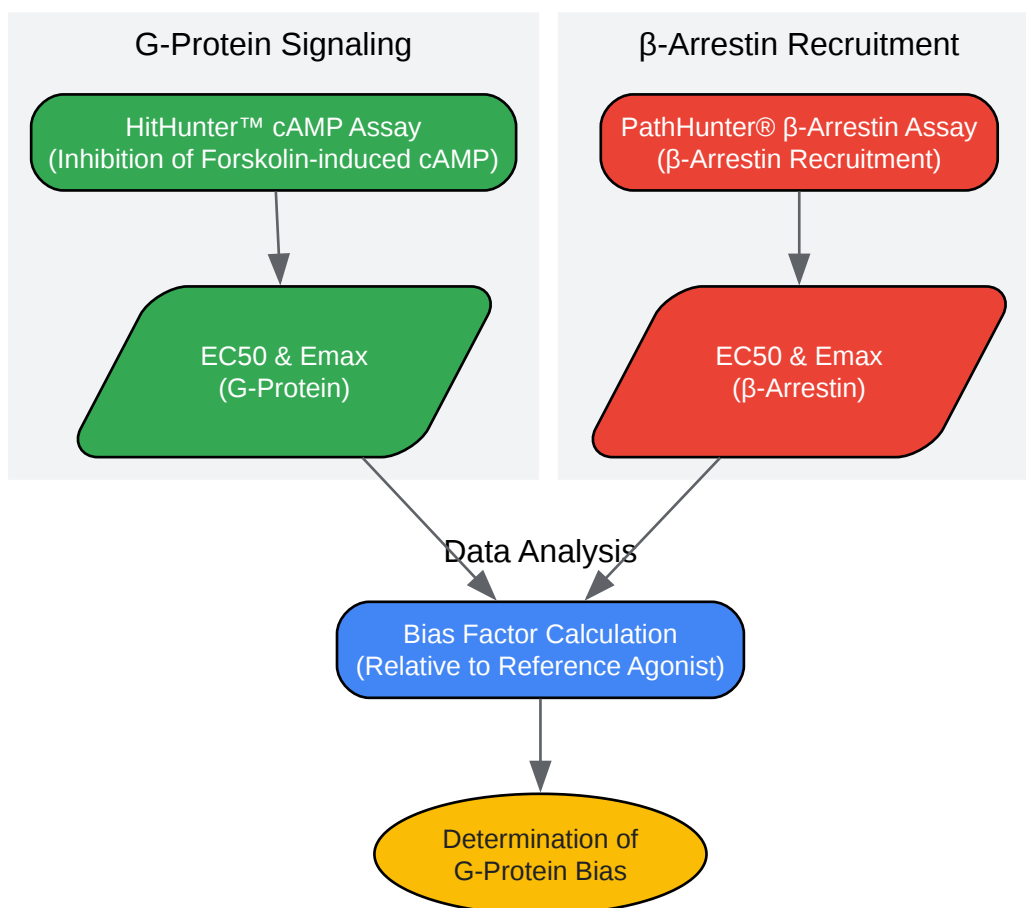 G-Protein Signaling
HitHunter™ cAMP Assay
(Inhibition of Forskolin-induced cAMP)
EC50 & Emax
(G-Protein)
β-Arrestin Recruitment
PathHunter® β-Arrestin Assay
(β-Arrestin Recruitment)
EC50 & Emax
(β-Arrestin)
Data Analysis
Bias Factor Calculation
(Relative to Reference Agonist)
Determination of
G-Protein Bias